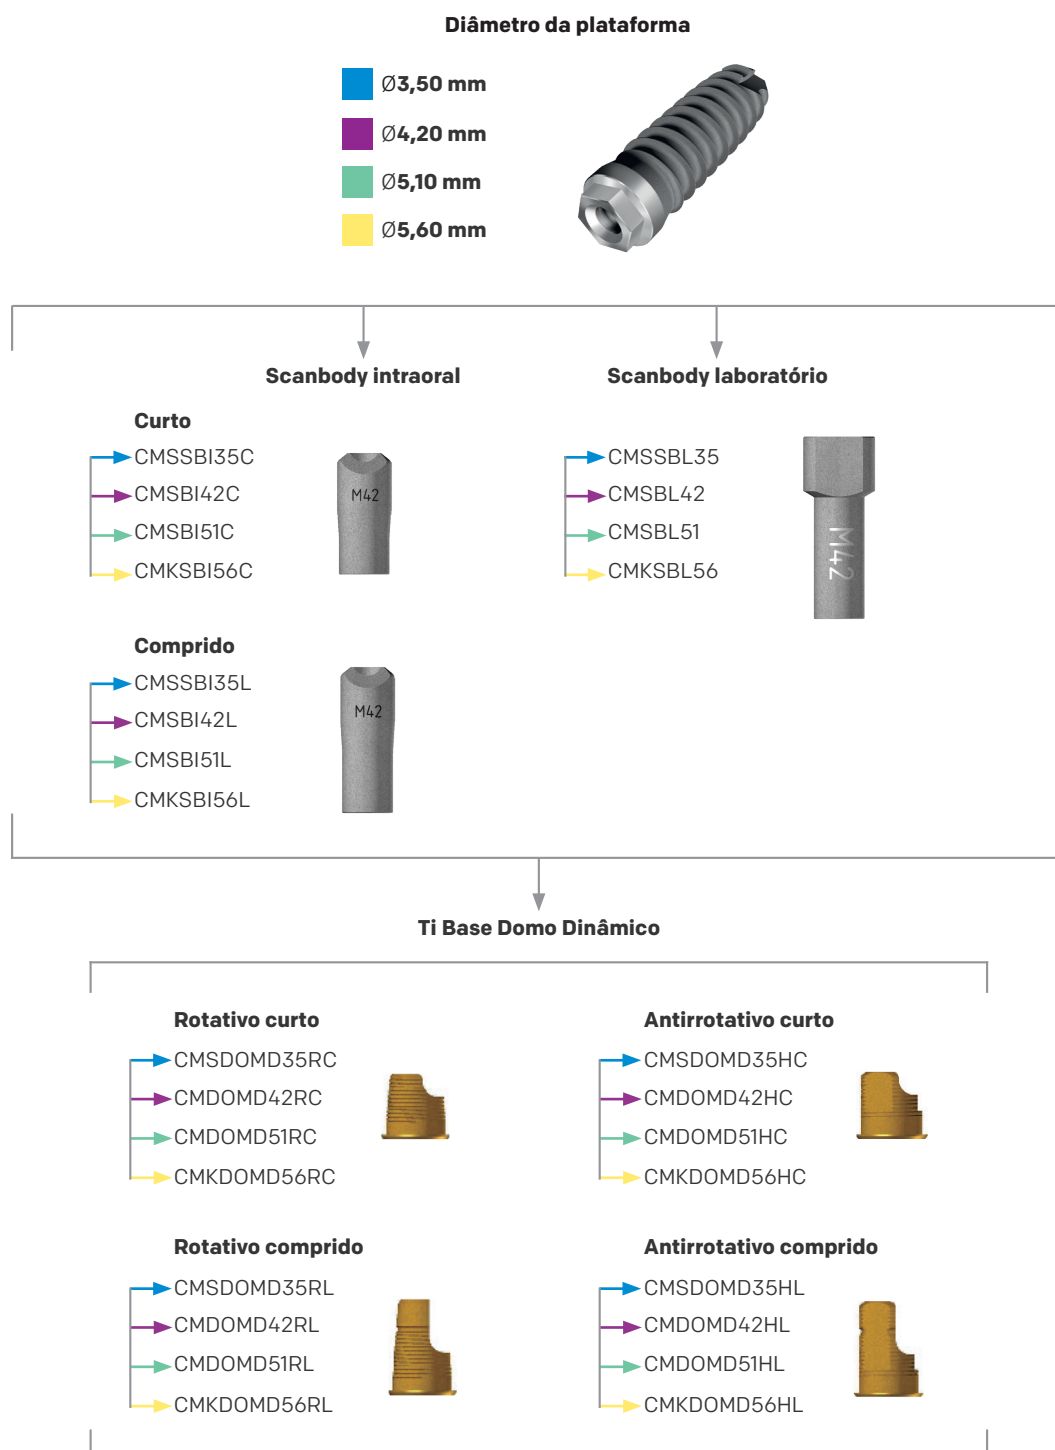 Diâmetro da plataforma
Ø3,50 mm
Ø4,20 mm
Ø5,10 mm
Ø5,60 mm
Scanbody intraoral
Curto
CMSSBI35C
CMSBI42C
CMSBI51C
CMKSBI56C
M42
Comprido
CMSSBI35L
CMSBI42L
CMSBI51L
CMKSBI56L
M42
Scanbody laboratório
CMSSBL35
CMSBL42
CMSBL51
CMKSBL56
M42
Ti Base Domo Dinâmico
Rotativo curto
CMSDOMD35RC
CMDOMD42RC
CMDOMD51RC
CMKDOMD56RC
Antirrotativo curto
CMSDOMD35HC
CMDOMD42HC
CMDOMD51HC
CMKDOMD56HC
Rotativo comprido
CMSDOMD35RL
CMDOMD42RL
CMDOMD51RL
CMKDOMD56RL
Antirrotativo comprido
CMSDOMD35HL
CMDOMD42HL
CMDOMD51HL
CMKDOMD56HL